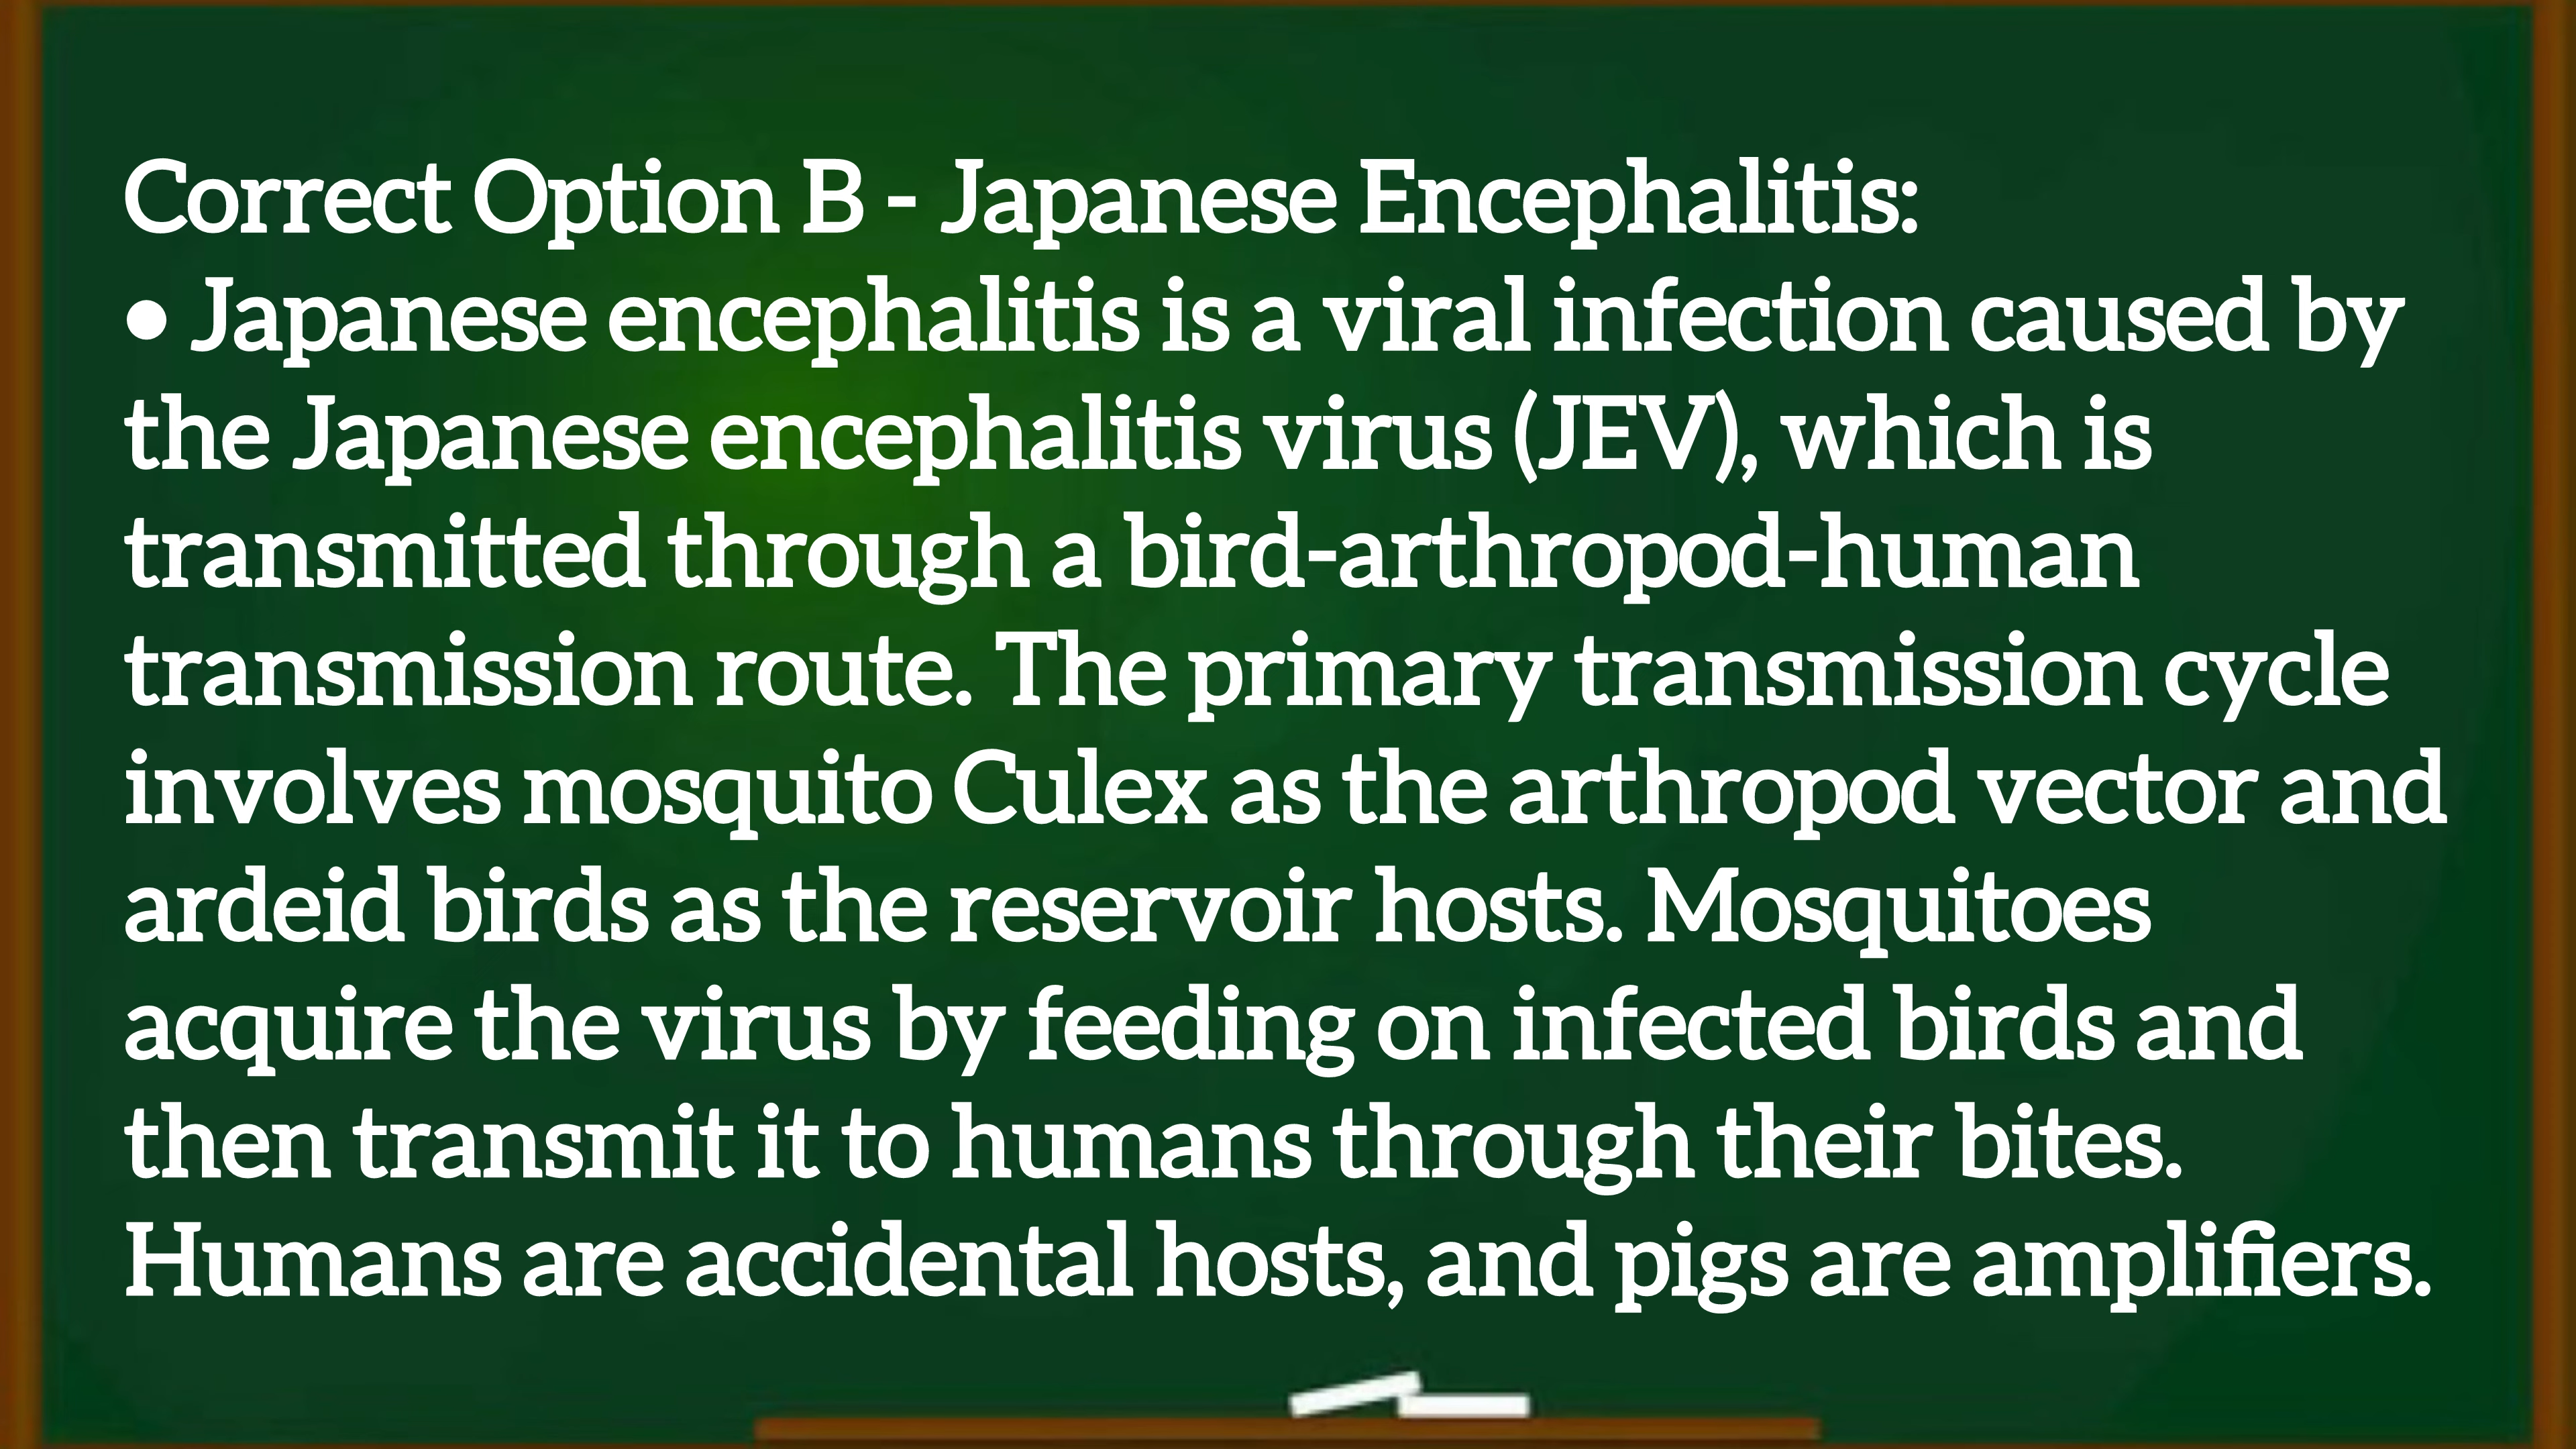 Correct Option B - Japanese Encephalitis:
● Japanese encephalitis is a viral infection caused by
the Japanese encephalitis virus (JEV), which is
transmitted through a bird-arthropod-human
transmission route. The primary transmission cycle
involves mosquito Culex as the arthropod vector and
ardeid birds as the reservoir hosts. Mosquitoes
acquire the virus by feeding on infected birds and
then transmit it to humans through their bites.
Humans are accidental hosts, and pigs are amplifiers.